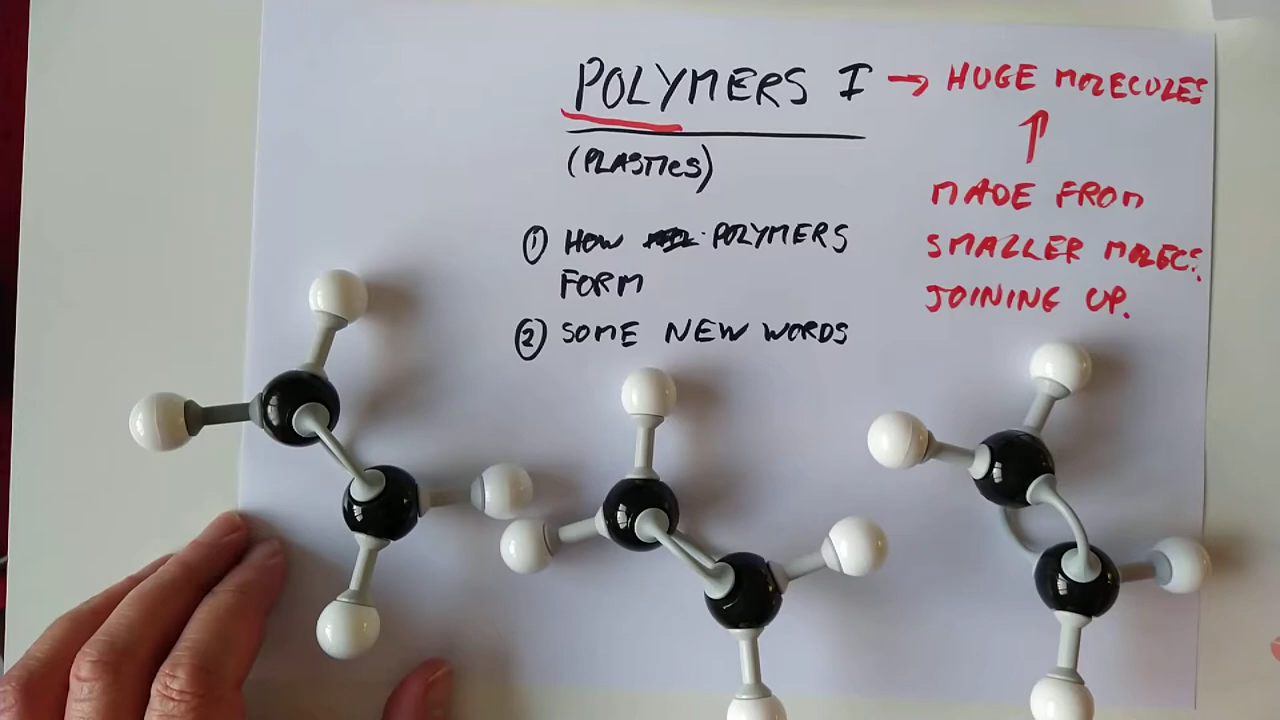 POLYMERS I → HUGE MOLECULES
(PLASTICS)
① HOW POLYMERS
FORM
② SOME NEW WORDS
↑
MADE FROM
SMALLER MOLECS.
JOINING UP.